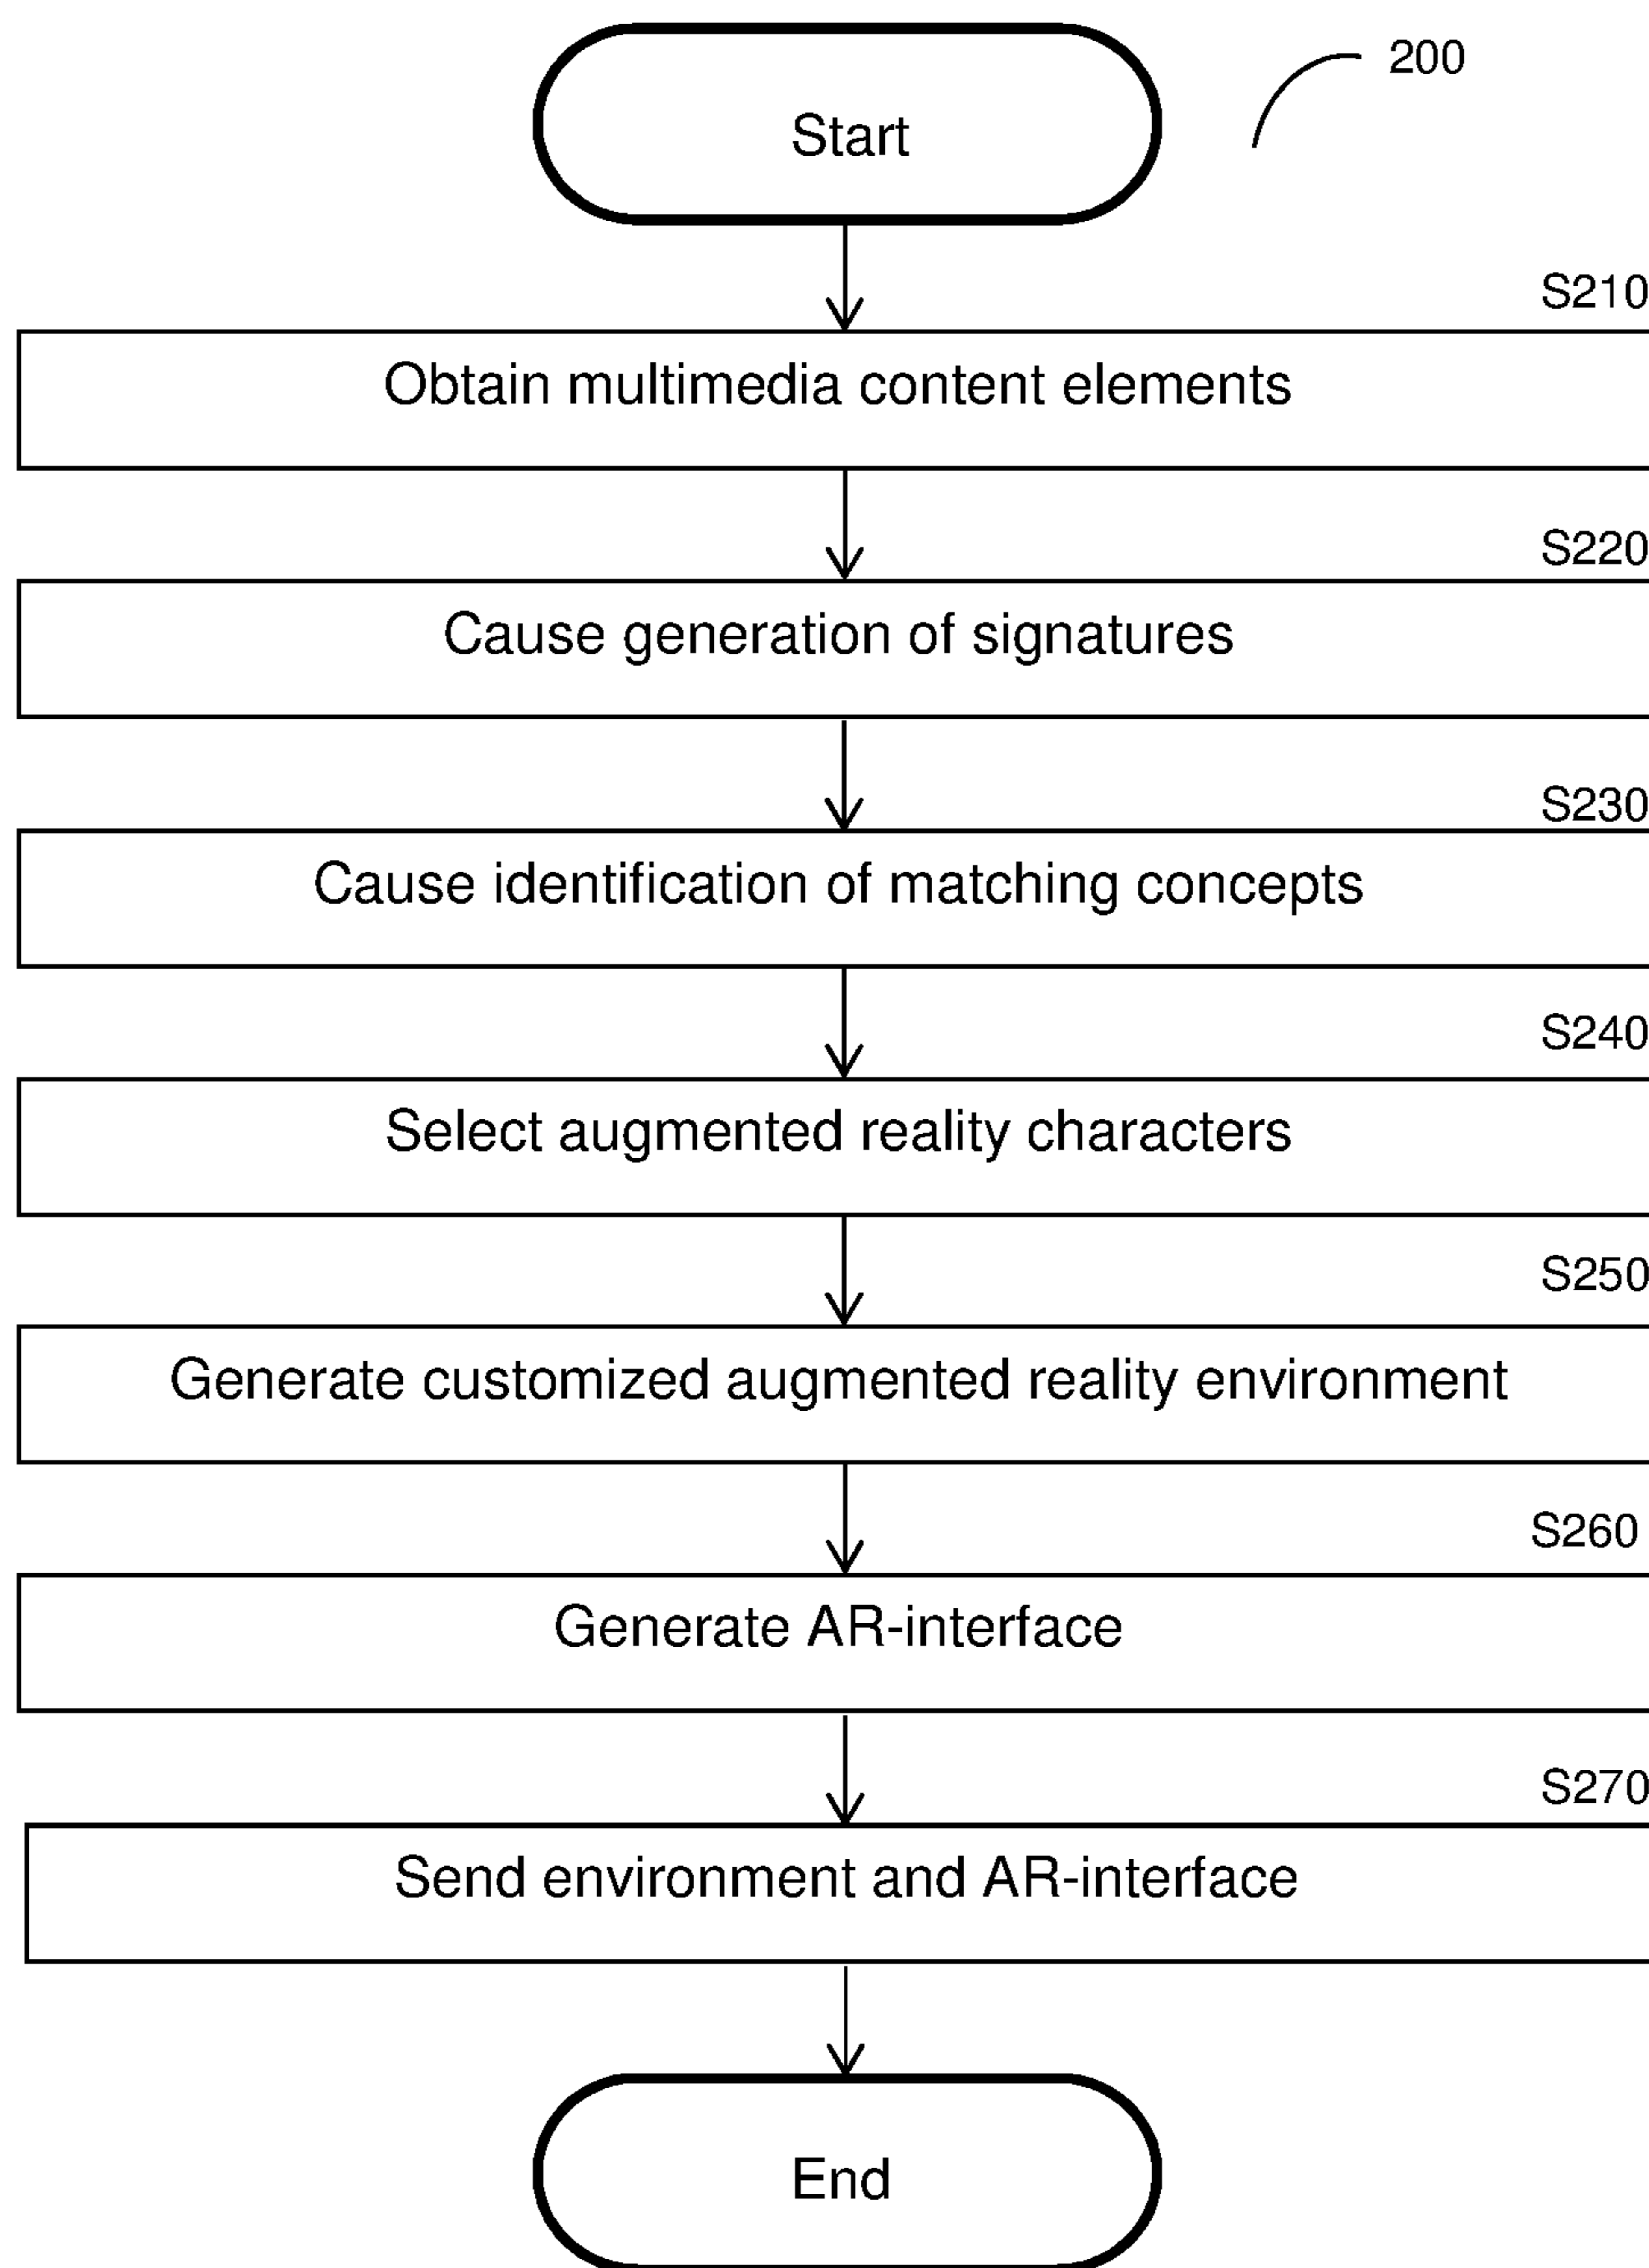 Start
200
S210
Obtain multimedia content elements
S220
Cause generation of signatures
S230
Cause identification of matching concepts
S240
Select augmented reality characters
S250
Generate customized augmented reality environment
S260
Generate AR-interface
S270
Send environment and AR-interface
End